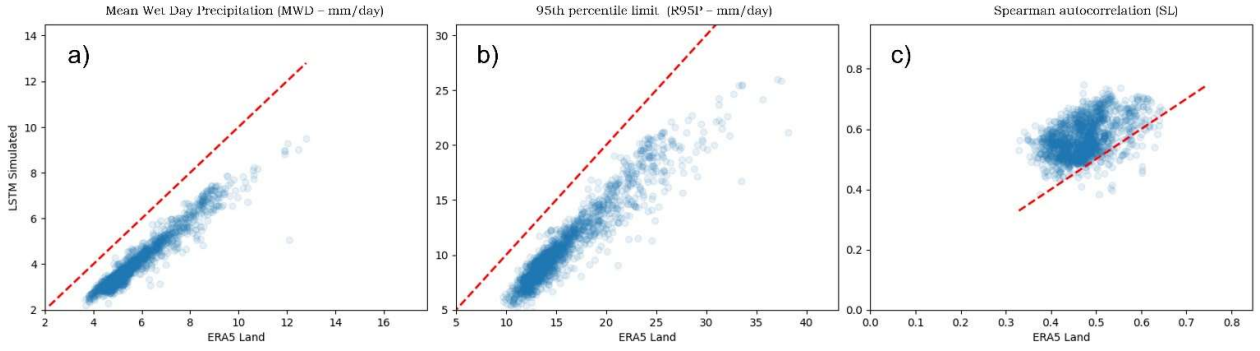 Mean Wet Day Precipitation (MWD – mm/day)
a)
14
12
10
8
6
4
2
LSTM Simulated
2 4 6 8 10 12 14 16
ERA5 Land
95th percentile limit (R95P – mm/day)
b)
30
25
20
15
10
5
5 10 15 20 25 30 35 40
ERA5 Land
Spearman autocorrelation (SL)
c)
0.8
0.6
0.4
0.2
0.0
0.0 0.1 0.2 0.3 0.4 0.5 0.6 0.7 0.8
ERA5 Land